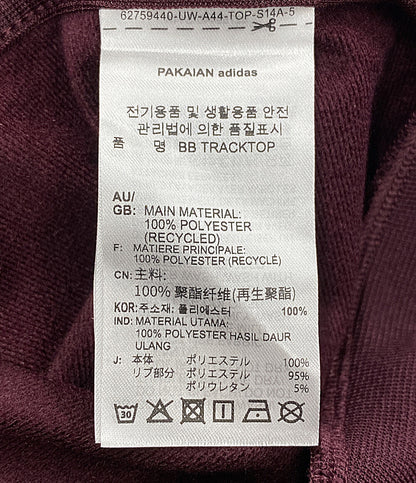 62759440-UW-A44-TOP-S14A-5
PAKAIAN adidas
전기용품 및 생활용품 안전
관리법에 의한 품질표시
품 명 BB TRACKTOP
AU/
GB: MAIN MATERIAL:
100% POLYESTER
(RECYCLED)
F: MATIERE PRINCIPALE:
100% POLYESTER (RECYCLÉ)
CN: 主料:
100% 聚酯纤维(再生聚酯)
KOR: 주소재: 폴리에스터 100%
IND: MATERIAL UTAMA:
100% POLYESTER HASIL DAUR
ULANG
J: 本体 ポリエステル 100%
リブ部分 ポリエステル 95%
ポリウレタン 5%
30